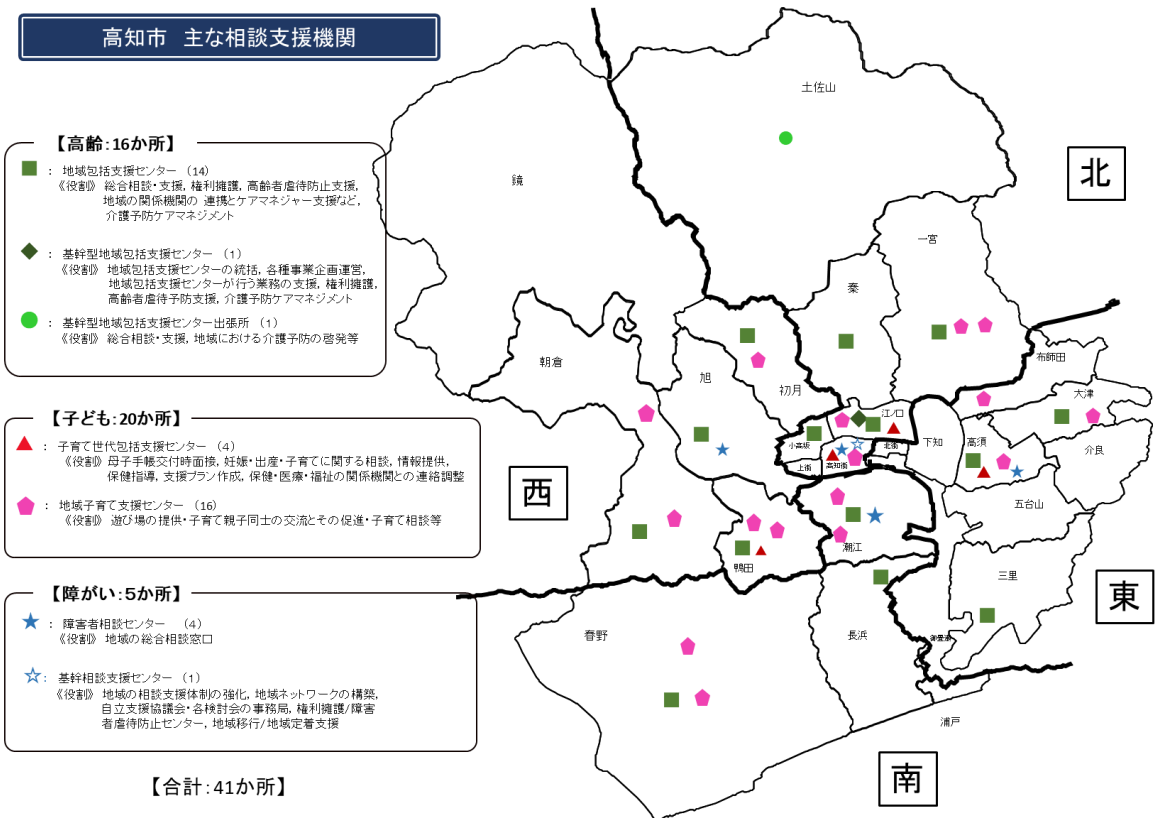 高知市 主な相談支援機関
【高齢:16か所】
: 地域包括支援センター (14)
《役割》 総合相談・支援, 権利擁護, 高齢者虐待防止支援,
地域の関係機関の 連携とケアマネジャー支援など,
介護予防ケアマネジメント
: 基幹型地域包括支援センター (1)
《役割》 地域包括支援センターの統括, 各種事業企画運営,
地域包括支援センターが行う業務の支援, 権利擁護,
高齢者虐待予防支援, 介護予防ケアマネジメント
: 基幹型地域包括支援センター出張所 (1)
《役割》 総合相談・支援, 地域における介護予防の啓発等
【子ども:20か所】
: 子育て世代包括支援センター (4)
《役割》 母子手帳交付時面接, 妊娠・出産・子育てに関する相談, 情報提供,
保健指導, 支援プラン作成, 保健・医療・福祉の関係機関との連絡調整
: 地域子育て支援センター (16)
《役割》 遊び場の提供・子育て親子同士の交流とその促進・子育て相談等
【障がい:5か所】
: 障害者相談センター (4)
《役割》 地域の総合相談窓口
: 基幹相談支援センター (1)
《役割》 地域の相談支援体制の強化, 地域ネットワークの構築,
自立支援協議会・各検討会の事務局, 権利擁護/障害
者虐待防止センター, 地域移行/地域定着支援
【合計:41か所】
土佐山
北
鏡
一宮
秦
布師田
朝倉
旭
初月
大津
江ノ口
小高坂
北街
下知
高須
介良
上街
高知街
西
五台山
潮江
鴨田
三里
東
春野
長浜
御畳瀬
浦戸
南